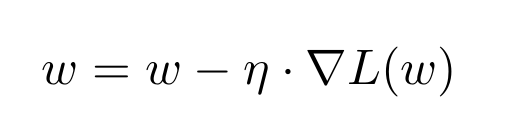 w = w − η · ∇L(w)